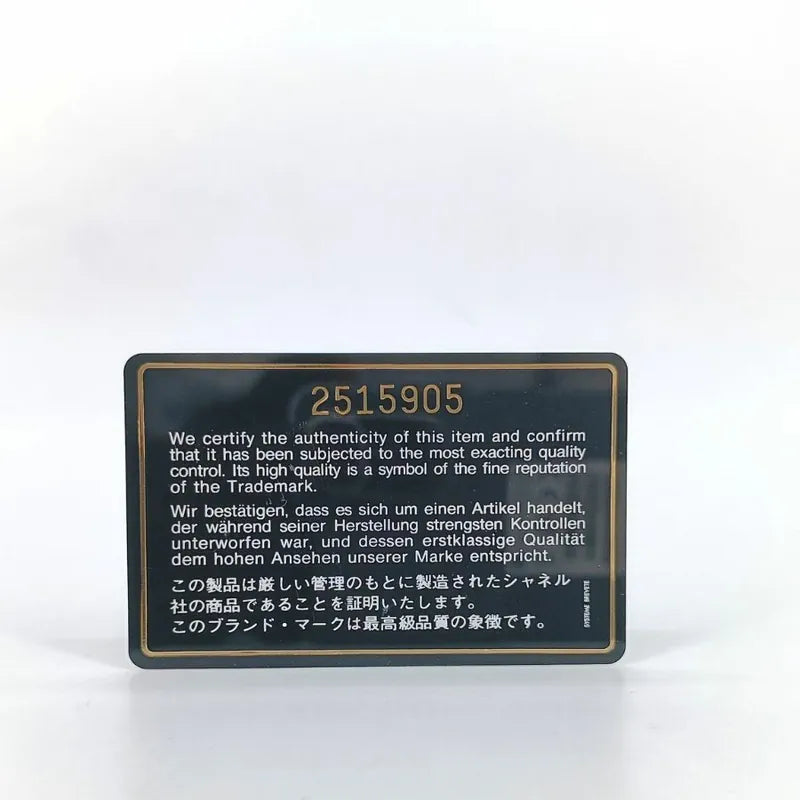 2515905
We certify the authenticity of this item and confirm
that it has been subjected to the most exacting quality
control. Its high quality is a symbol of the fine reputation
of the Trademark.
Wir bestätigen, dass es sich um einen Artikel handelt,
der während seiner Herstellung strengsten Kontrollen
unterworfen war, und dessen erstklassige Qualität
dem hohen Ansehen unserer Marke entspricht.
この製品は厳しい管理のもとに製造されたシャネル
社の商品であることを証明いたします。
このブランド・マークは最高級品質の象徴です。
SYSTEME BREVETE